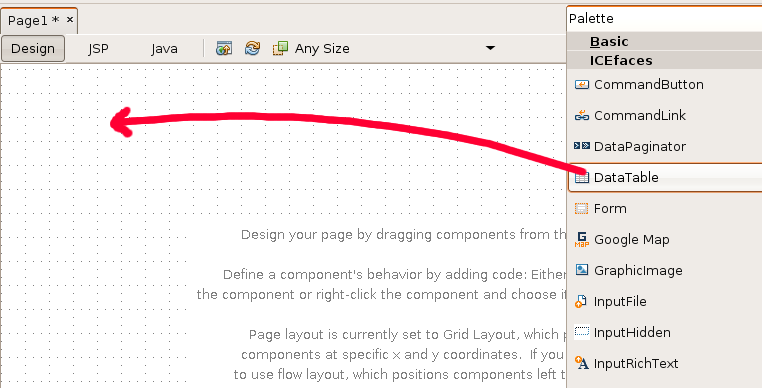 Page1 * ×
Design JSP Java Any Size
Design your page by dragging components from th
Define a component's behavior by adding code: Either
the component or right-click the component and choose i
Page layout is currently set to Grid Layout, which
components at specific x and y coordinates. If you
to use flow layout, which positions components left t
Palette
Basic
ICEfaces
CommandButton
CommandLink
DataPaginator
DataTable
Form
Google Map
GraphicImage
InputFile
InputHidden
InputRichText